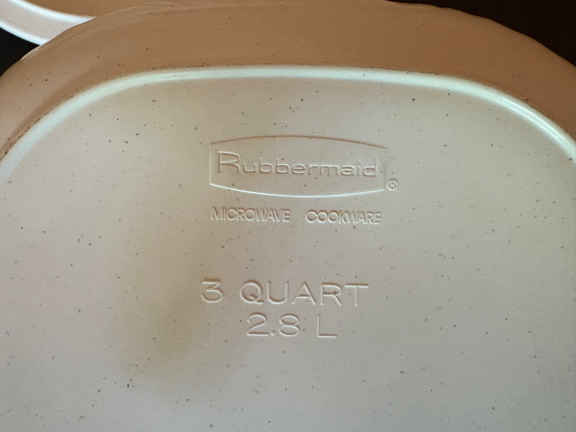 Rubbermaid®
MICROWAVE COOKWARE
3 QUART
2.8 L